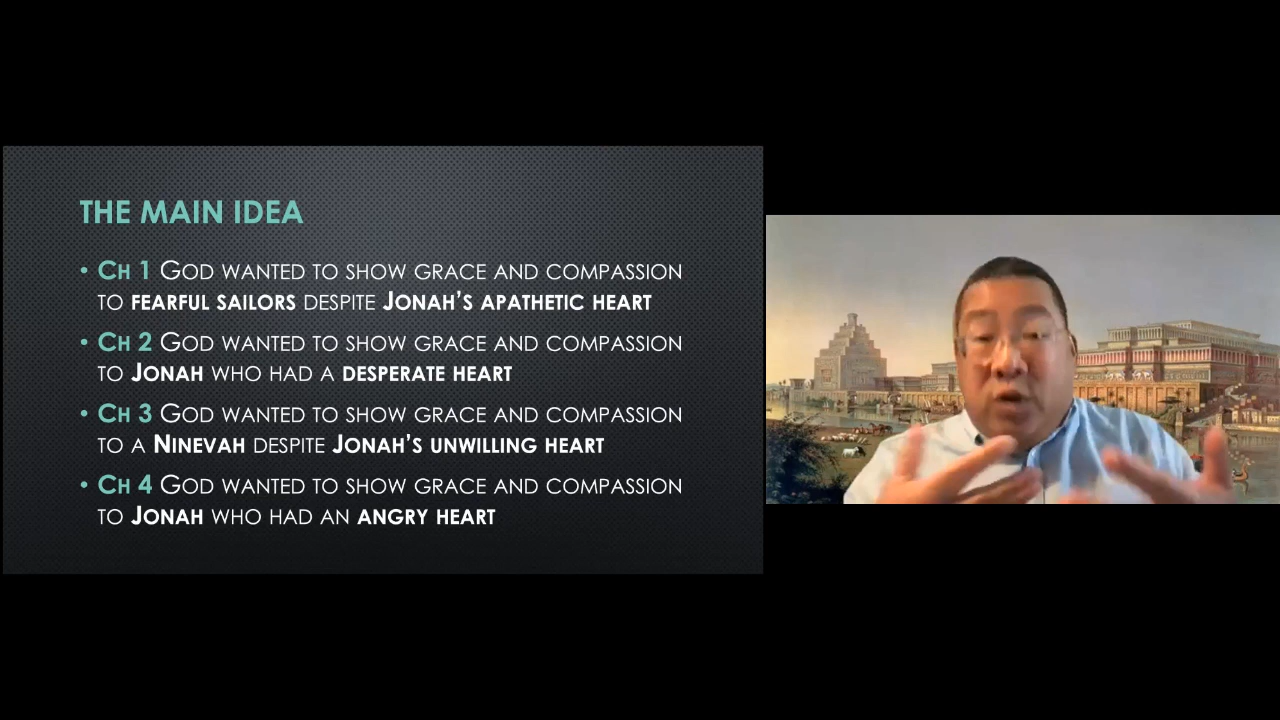 THE MAIN IDEA
• CH 1 GOD WANTED TO SHOW GRACE AND COMPASSION
TO FEARFUL SAILORS DESPITE JONAH'S APATHETIC HEART
• CH 2 GOD WANTED TO SHOW GRACE AND COMPASSION
TO JONAH WHO HAD A DESPERATE HEART
• CH 3 GOD WANTED TO SHOW GRACE AND COMPASSION
TO A NINEVAH DESPITE JONAH'S UNWILLING HEART
• CH 4 GOD WANTED TO SHOW GRACE AND COMPASSION
TO JONAH WHO HAD AN ANGRY HEART